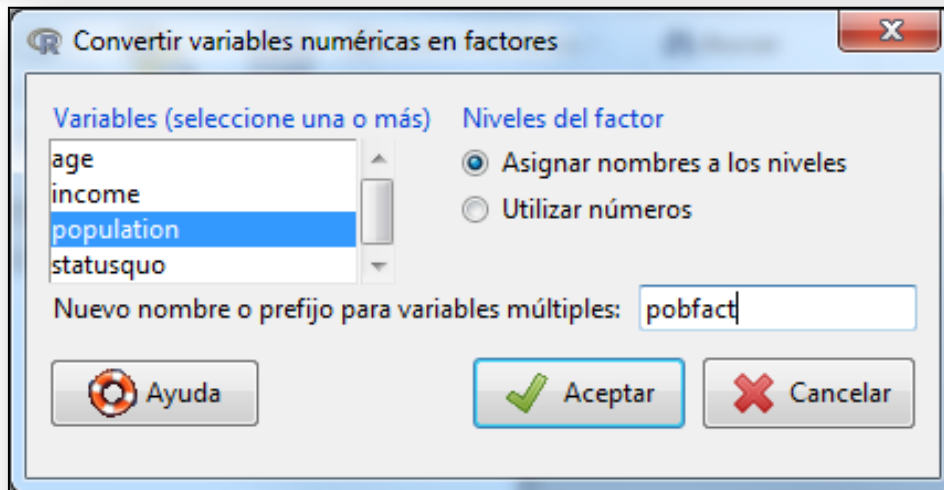 Convertir variables numéricas en factores
Variables (seleccione una o más)
age
income
population
statusquo
Niveles del factor
Asignar nombres a los niveles
Utilizar números
Nuevo nombre o prefijo para variables múltiples: pobfact
Ayuda
Aceptar
Cancelar